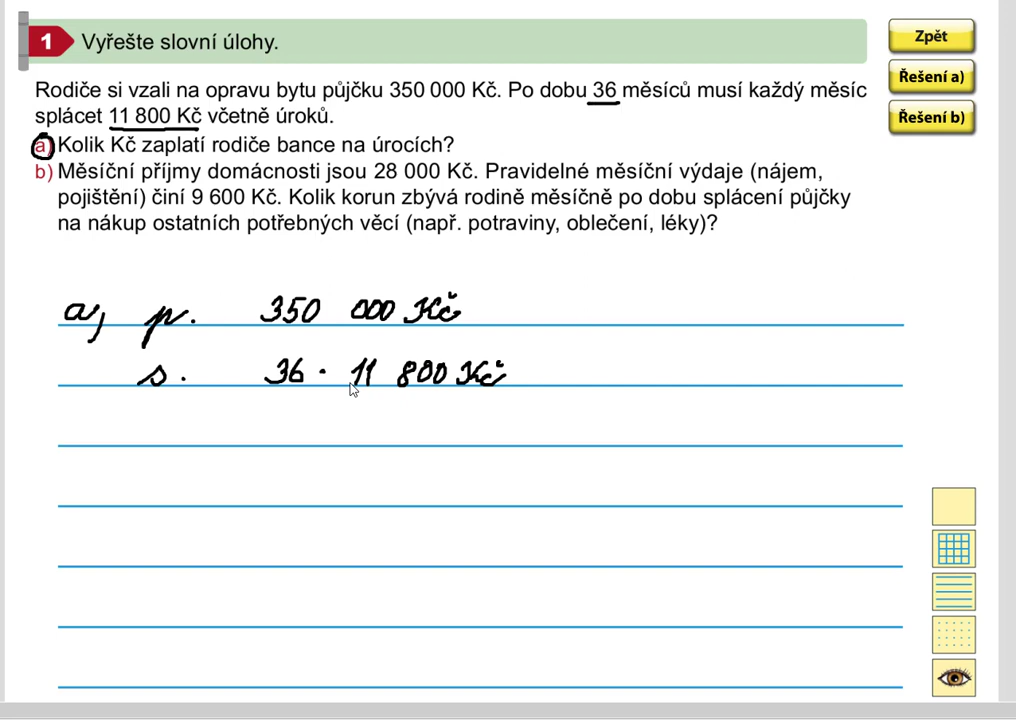 1 Vyřešte slovní úlohy.
Zpět
Řešení a)
Řešení b)
Rodiče si vzali na opravu bytu půjčku 350 000 Kč. Po dobu 36 měsíců musí každý měsíc
splácet 11 800 Kč včetně úroků.
a) Kolik Kč zaplatí rodiče bance na úrocích?
b) Měsíční příjmy domácnosti jsou 28 000 Kč. Pravidelné měsíční výdaje (nájem,
pojištění) činí 9 600 Kč. Kolik korun zbývá rodině měsíčně po dobu splácení půjčky
na nákup ostatních potřebných věcí (např. potraviny, oblečení, léky)?
a) p. 350 000 Kč
s. 36 · 11 800 Kč